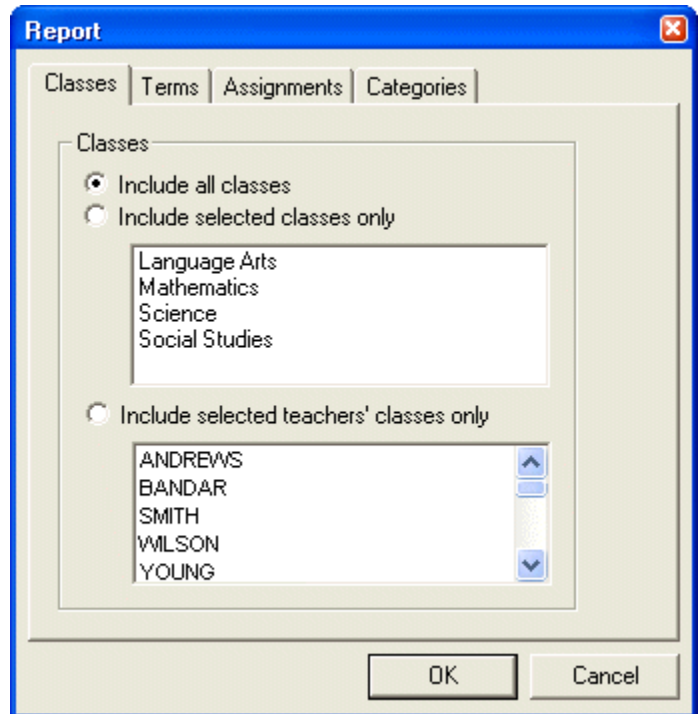 Report
Classes Terms Assignments Categories
Classes
Include all classes
Include selected classes only
Language Arts
Mathematics
Science
Social Studies
Include selected teachers' classes only
ANDREWS
BANDAR
SMITH
WILSON
YOUNG
OK Cancel